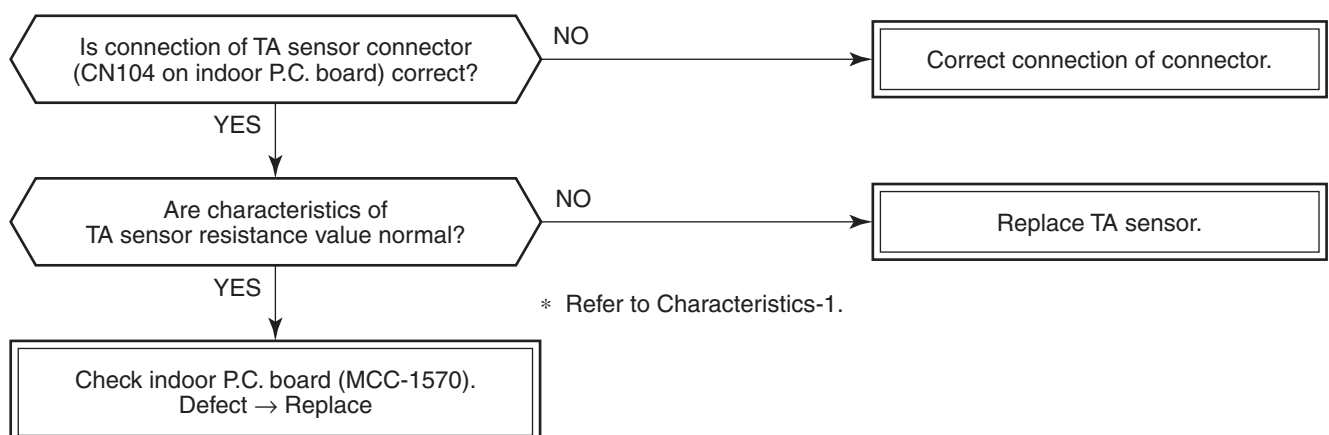 Is connection of TA sensor connector
(CN104 on indoor P.C. board) correct?
NO
Correct connection of connector.
YES
Are characteristics of
TA sensor resistance value normal?
NO
Replace TA sensor.
YES
* Refer to Characteristics-1.
Check indoor P.C. board (MCC-1570).
Defect → Replace